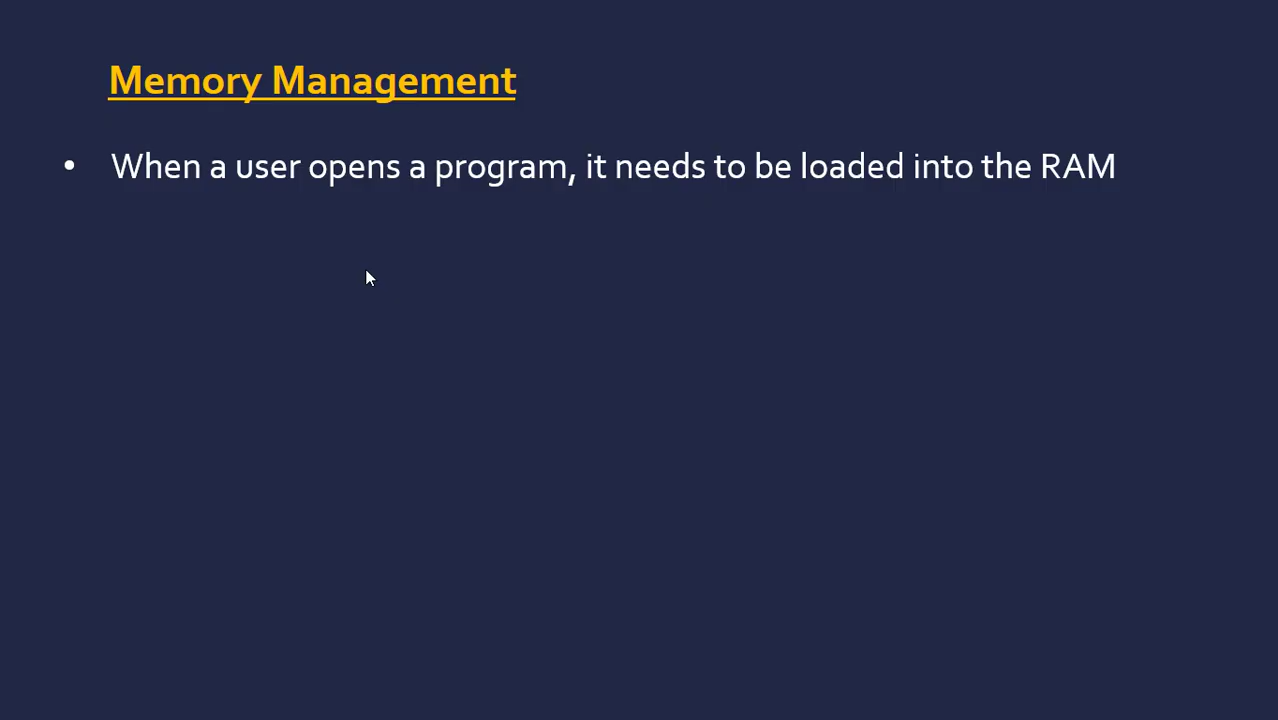 Memory Management
• When a user opens a program, it needs to be loaded into the RAM